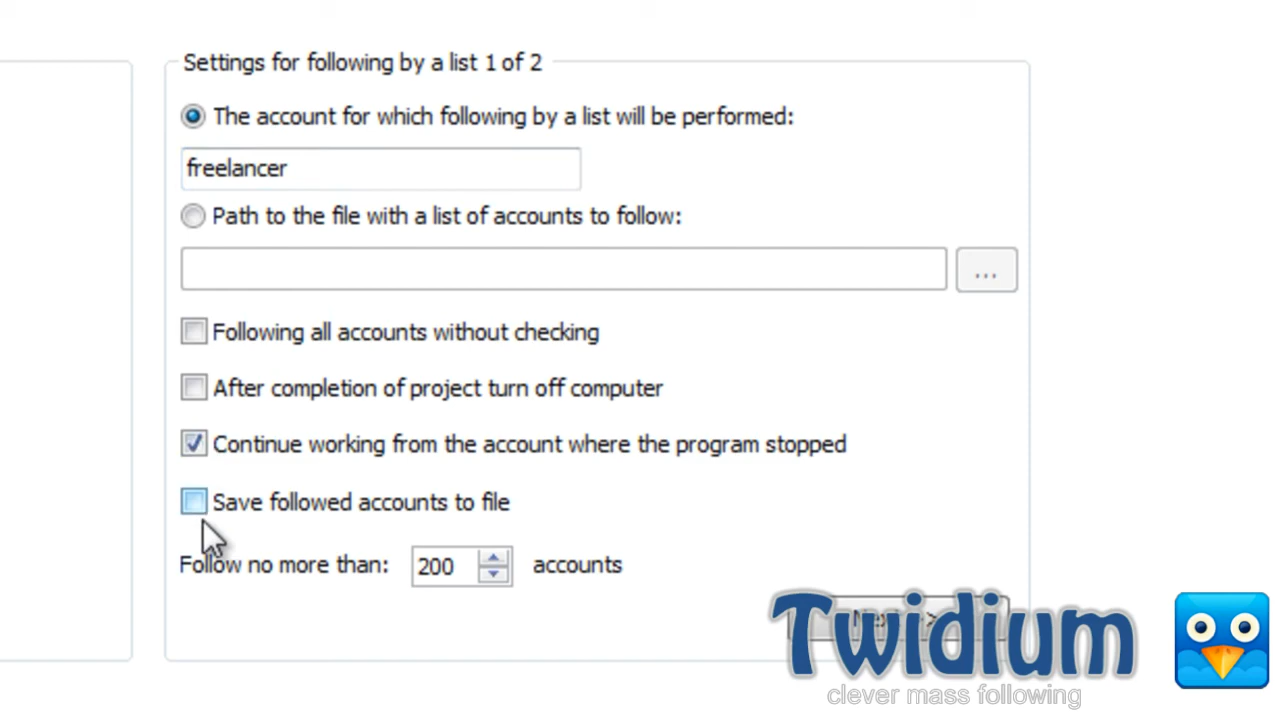 Settings for following by a list 1 of 2
The account for which following by a list will be performed:
freelancer
Path to the file with a list of accounts to follow:
...
Following all accounts without checking
After completion of project turn off computer
Continue working from the account where the program stopped
Save followed accounts to file
Follow no more than: 200 accounts
Twidium
clever mass following